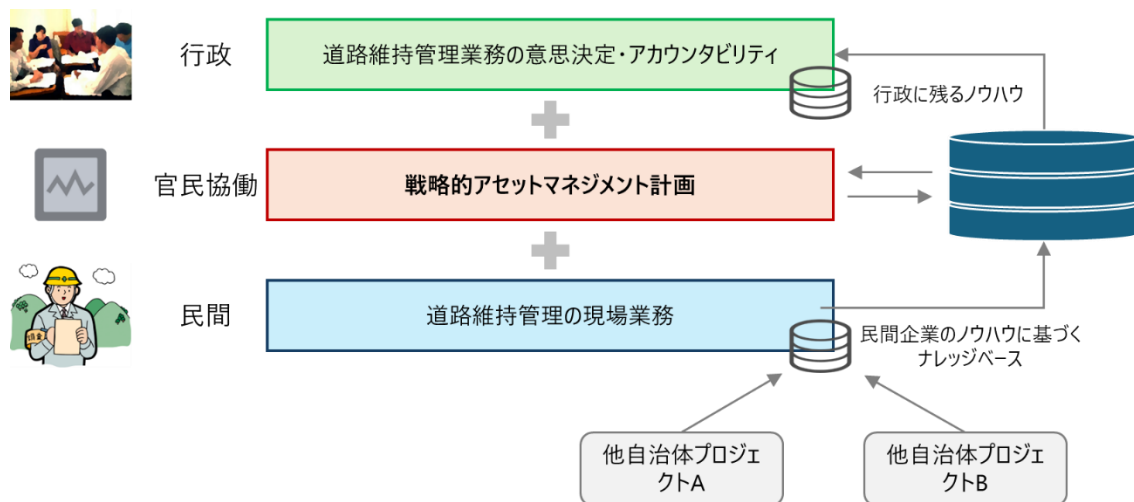 行政
道路維持管理業務の意思決定・アカウンタビリティ
行政に残るノウハウ
官民協働
戦略的アセットマネジメント計画
民間
道路維持管理の現場業務
民間企業のノウハウに基づく
ナレッジベース
他自治体プロジェ
クトA
他自治体プロジェ
クトB